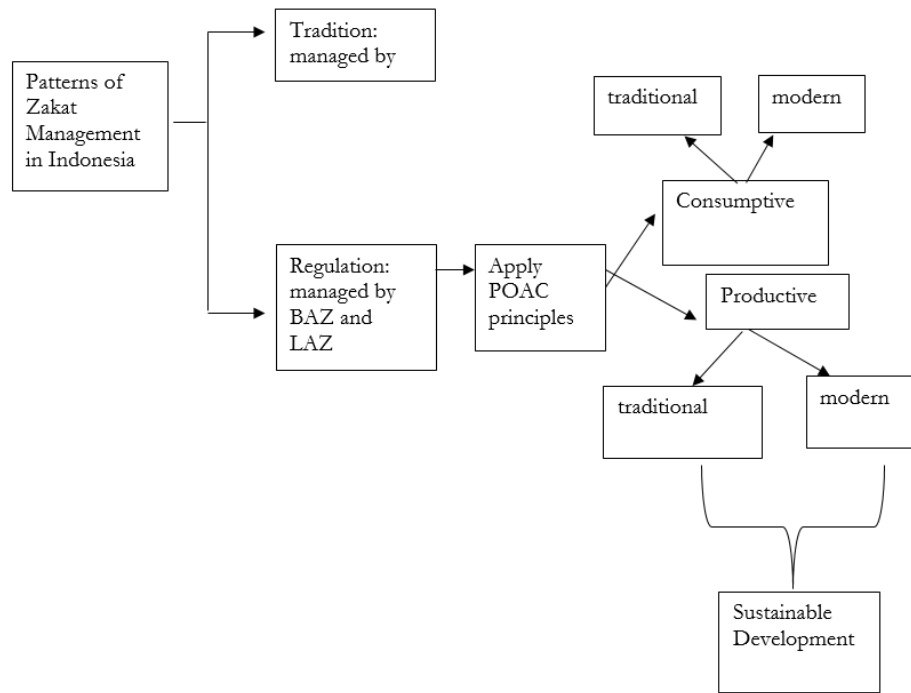 Patterns of
Zakat
Management
in Indonesia
Tradition:
managed by
Regulation:
managed by
BAZ and
LAZ
Apply
POAC
principles
traditional
modern
Consumptive
Productive
traditional
modern
Sustainable
Development